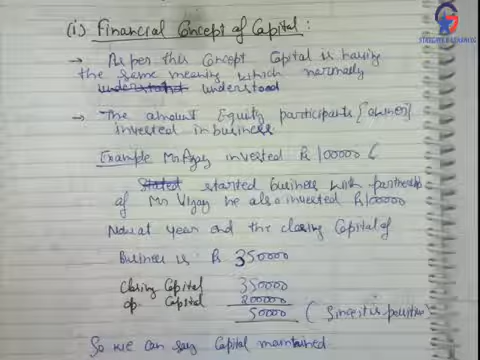 (i) Financial Concept of Capital :
→ As per this Concept Capital is having
the same meaning which normally
understood
→ The amount Equity participants (owner)
invested in business
Example Mr Ajay invested ₨ 100000 (
started business with partnership
of Mr Vijay he also invested ₨ 100000
Now at year end the closing Capital of
Business is ₨ 350000
Closing Capital 350000
op Capital 200000
50000 ( Since it is positive
So we can say Capital maintained